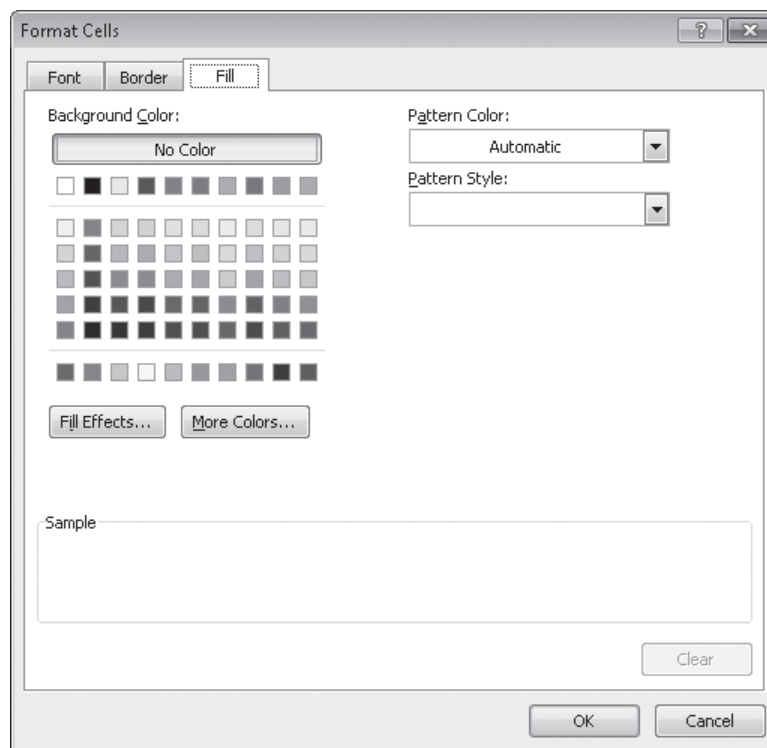 Format Cells
Font Border Fill
Background Color:
No Color
Pattern Color:
Automatic
Pattern Style:
Fill Effects... More Colors...
Sample
Clear
OK Cancel